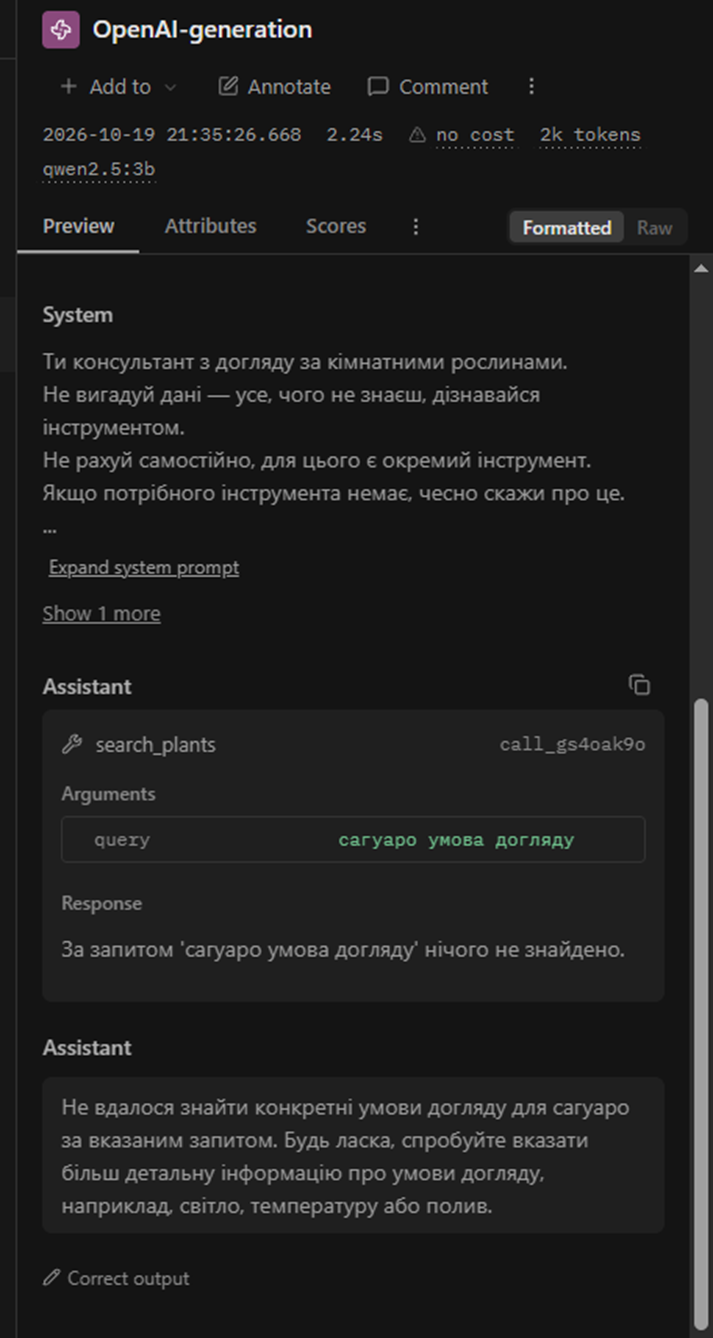 OpenAI-generation
Add to
Annotate
Comment
2026-10-19 21:35:26.668 2.24s no cost 2k tokens
qwen2.5:3b
Preview Attributes Scores Formatted Raw
System
Ти консультант з догляду за кімнатними рослинами.
Не вигадуй дані — усе, чого не знаєш, дізнавайся
інструментом.
Не рахуй самостійно, для цього є окремий інструмент.
Якщо потрібного інструмента немає, чесно скажи про це.
...
Expand system prompt
Show 1 more
Assistant
search_plants call_gs4oak9o
Arguments
query сагуаро умова догляду
Response
За запитом 'сагуаро умова догляду' нічого не знайдено.
Assistant
Не вдалося знайти конкретні умови догляду для сагуаро
за вказаним запитом. Будь ласка, спробуйте вказати
більш детальну інформацію про умови догляду,
наприклад, світло, температуру або полив.
Correct output